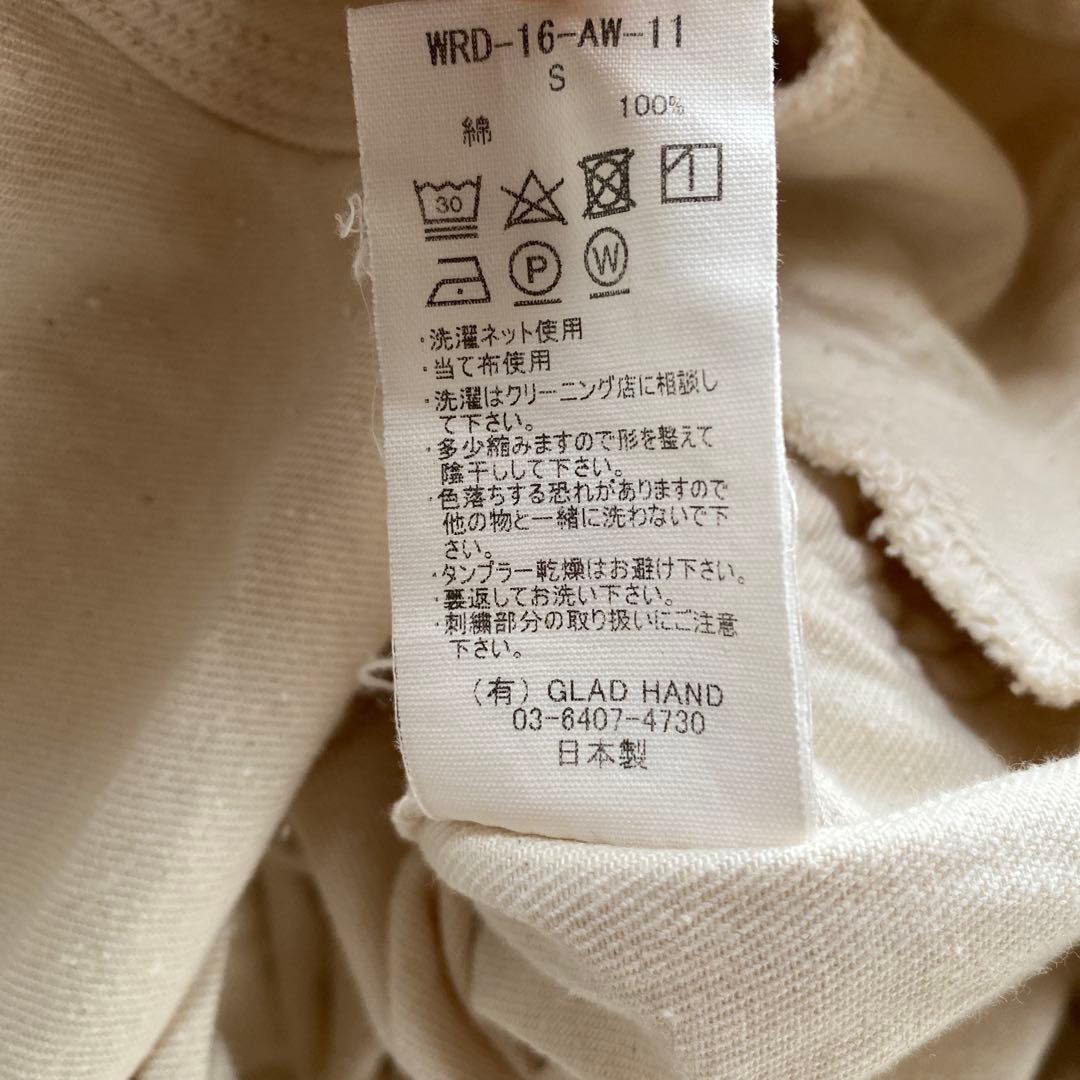 WRD-16-AW-11
S
綿 100%
30
P W
・洗濯ネット使用
・当て布使用
・洗濯はクリーニング店に相談し
て下さい。
・多少縮みますので形を整えて
陰干しして下さい。
・色落ちする恐れがありますので
他の物と一緒に洗わないで下
さい。
・タンブラー乾燥はお避け下さい。
・裏返してお洗い下さい。
・刺繍部分の取り扱いにご注意
下さい。
(有) GLAD HAND
03-6407-4730
日本製